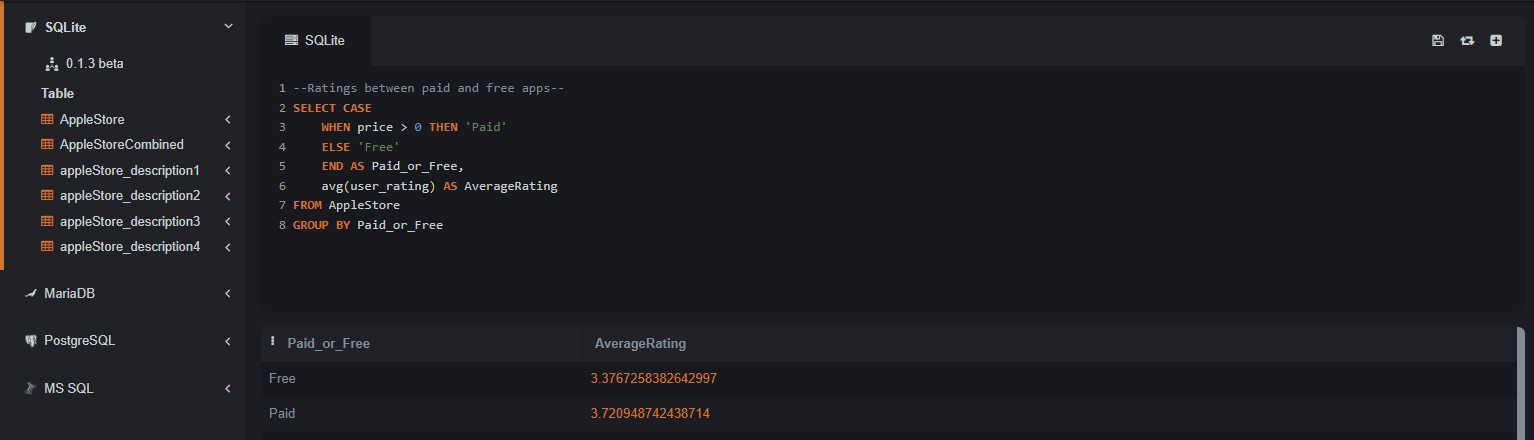 SQLite
0.1.3 beta
Table
AppleStore
AppleStoreCombined
appleStore_description1
appleStore_description2
appleStore_description3
appleStore_description4
MariaDB
PostgreSQL
MS SQL
SQLite
1 --Ratings between paid and free apps--
2 SELECT CASE
3     WHEN price > 0 THEN 'Paid'
4     ELSE 'Free'
5     END AS Paid_or_Free,
6     avg(user_rating) AS AverageRating
7 FROM AppleStore
8 GROUP BY Paid_or_Free
Paid_or_Free AverageRating
Free 3.3767258382642997
Paid 3.720948742438714